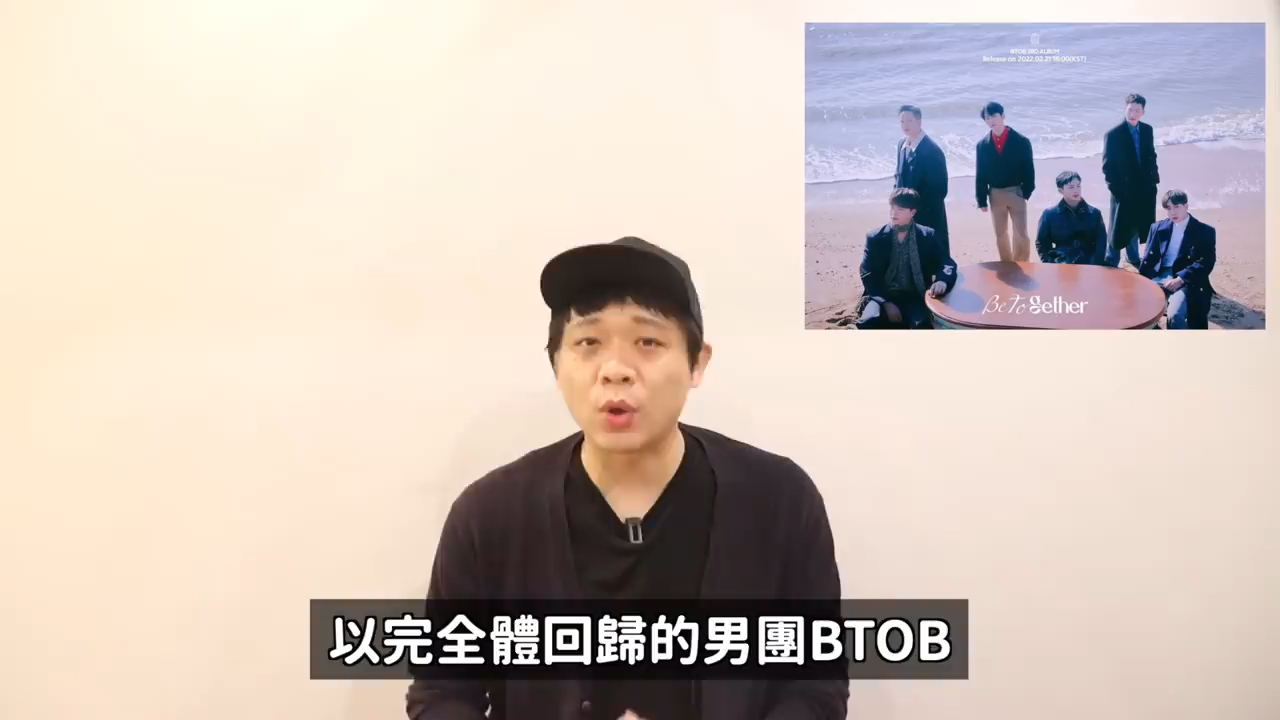 BTOB 3RD ALBUM
Release on 2022.02.21 18:00(KST)
Be together
以完全體回歸的男團BTOB